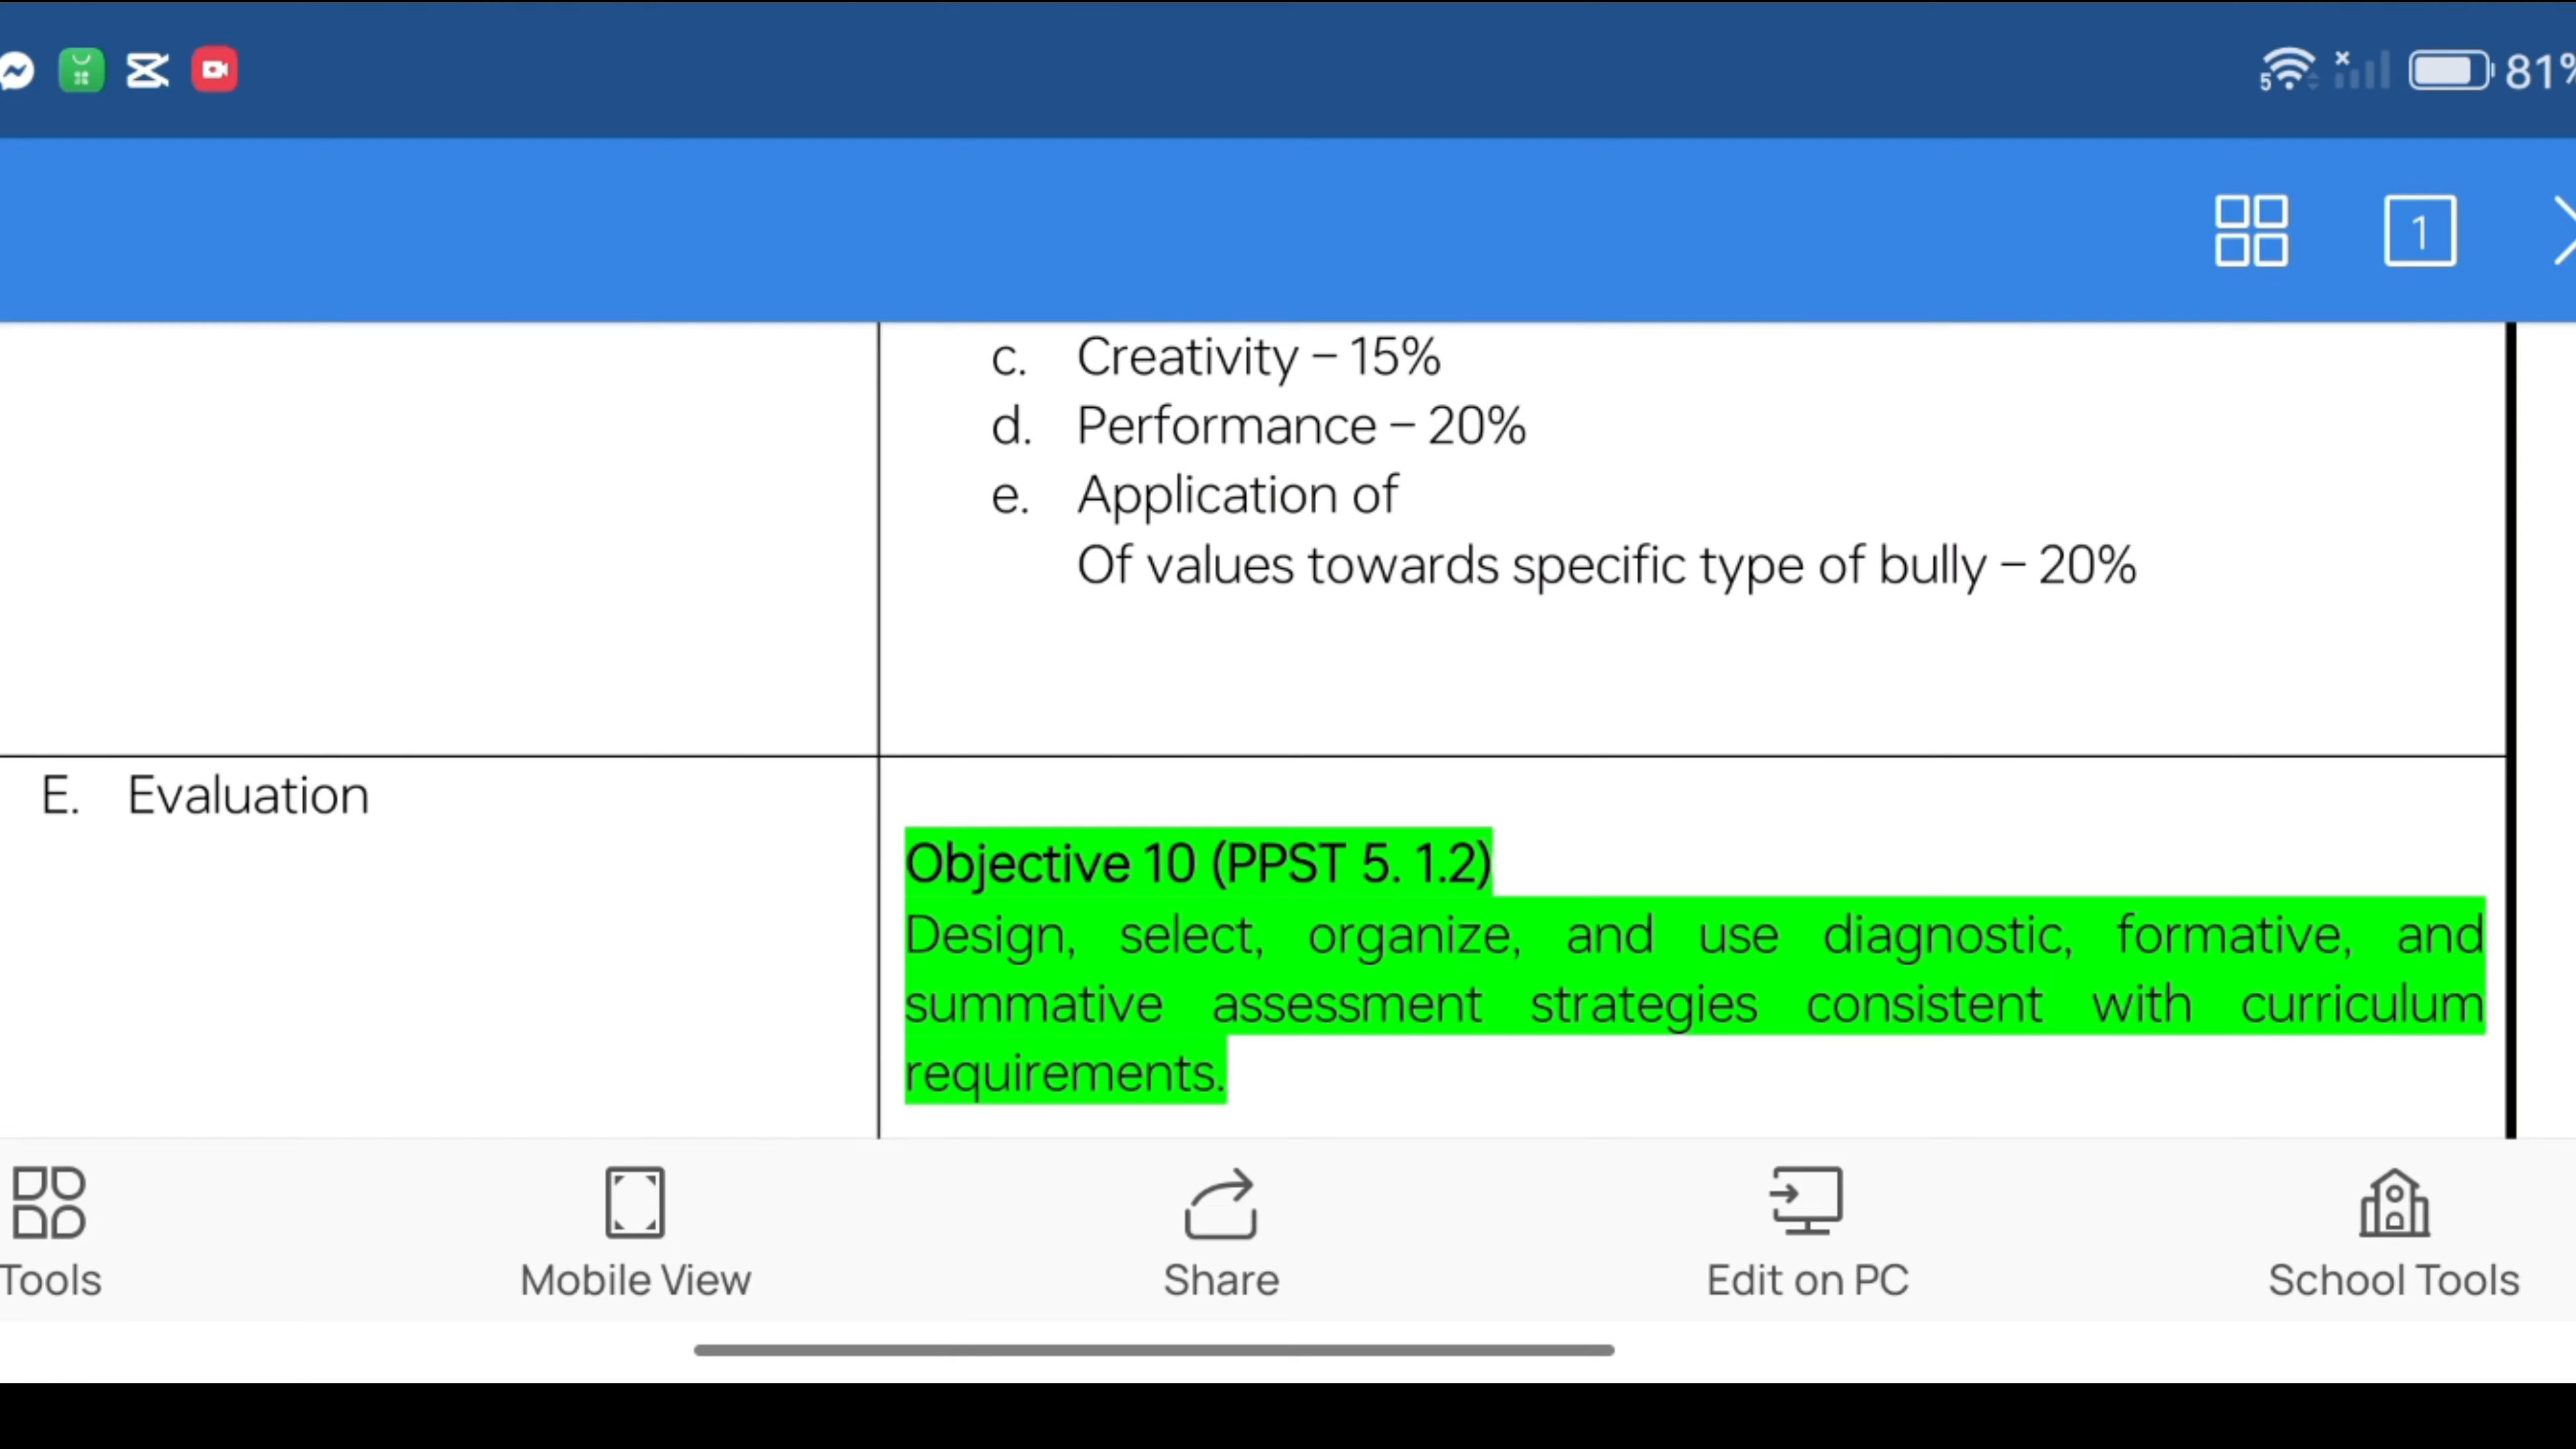 5
81%
1
c. Creativity – 15%
d. Performance – 20%
e. Application of
Of values towards specific type of bully – 20%
E. Evaluation
Objective 10 (PPST 5. 1.2)
Design, select, organize, and use diagnostic, formative, and
summative assessment strategies consistent with curriculum
requirements.
Tools
Mobile View
Share
Edit on PC
School Tools